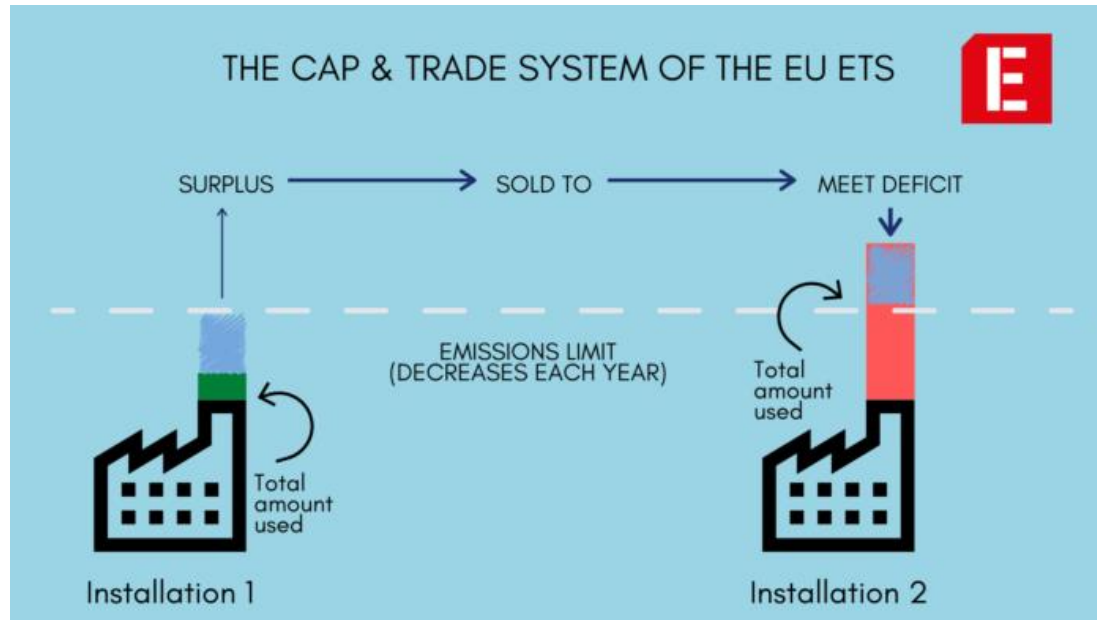 THE CAP & TRADE SYSTEM OF THE EU ETS
E
SURPLUS
SOLD TO
MEET DEFICIT
EMISSIONS LIMIT
(DECREASES EACH YEAR)
Total
amount
used
Total
amount
used
Installation 1
Installation 2